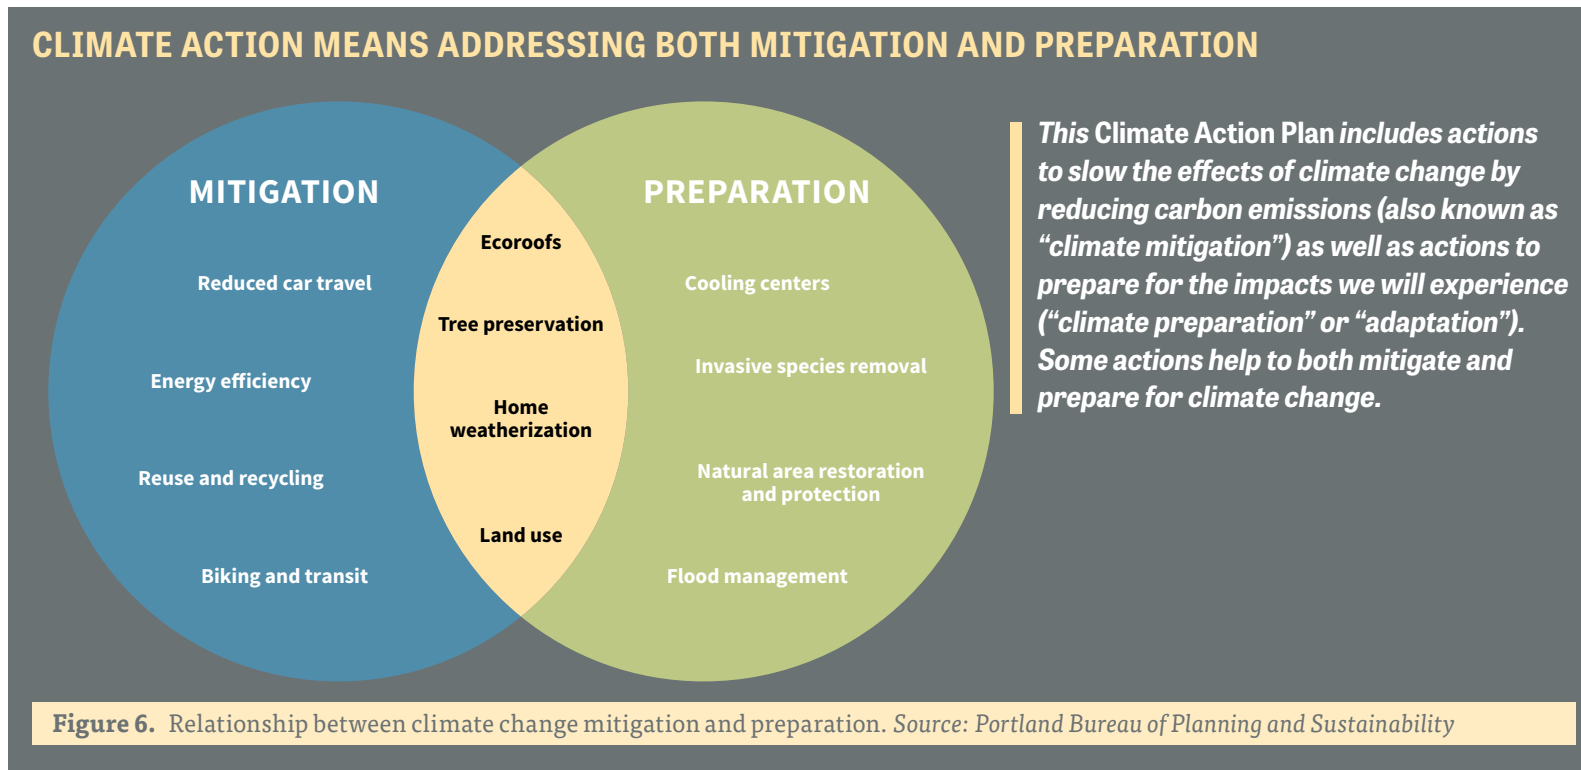 CLIMATE ACTION MEANS ADDRESSING BOTH MITIGATION AND PREPARATION
MITIGATION
Reduced car travel
Energy efficiency
Reuse and recycling
Biking and transit
Ecoroofs
Tree preservation
Home
weatherization
Land use
PREPARATION
Cooling centers
Invasive species removal
Natural area restoration
and protection
Flood management
This Climate Action Plan includes actions
to slow the effects of climate change by
reducing carbon emissions (also known as
“climate mitigation”) as well as actions to
prepare for the impacts we will experience
(“climate preparation” or “adaptation”).
Some actions help to both mitigate and
prepare for climate change.
Figure 6. Relationship between climate change mitigation and preparation. Source: Portland Bureau of Planning and Sustainability